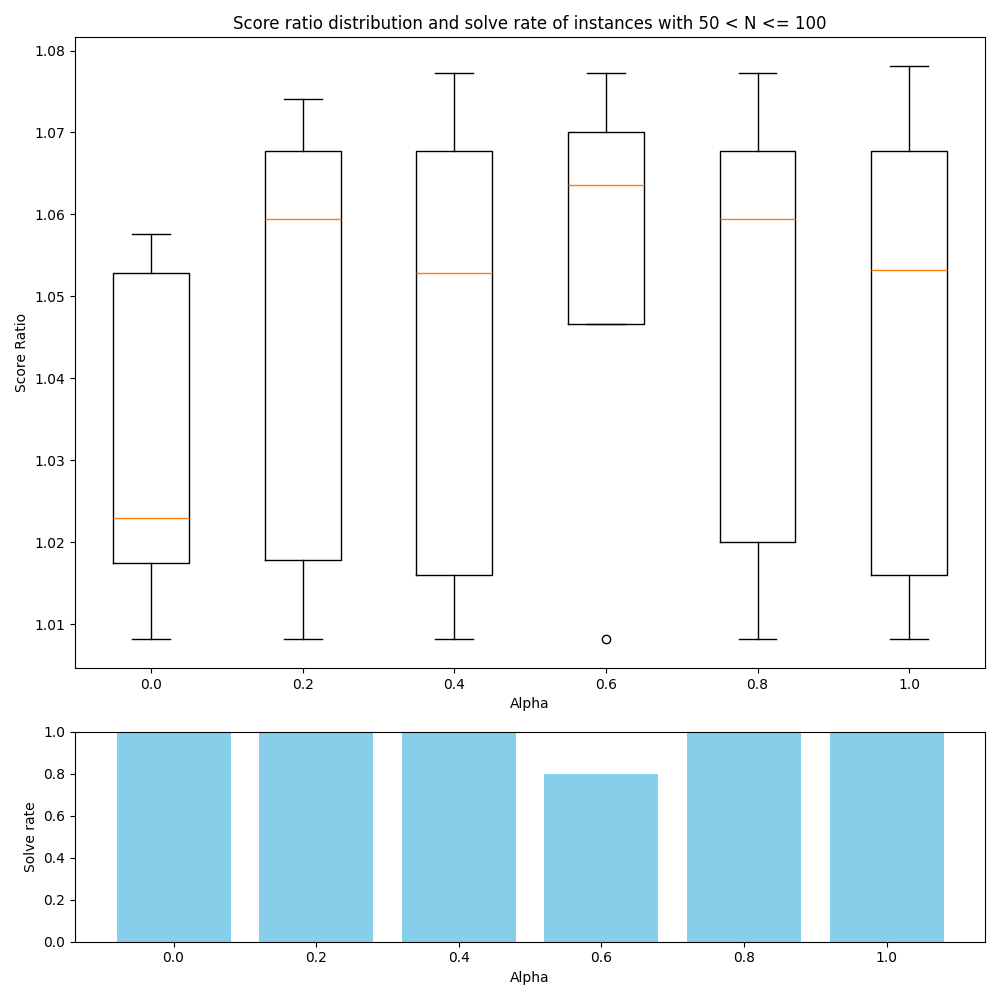 Score ratio distribution and solve rate of instances with 50 < N <= 100
1.08
1.07
1.06
1.05
1.04
1.03
1.02
1.01
Score Ratio
0.0 0.2 0.4 0.6 0.8 1.0
Alpha
1.0
0.8
0.6
0.4
0.2
0.0
Solve rate
0.0 0.2 0.4 0.6 0.8 1.0
Alpha